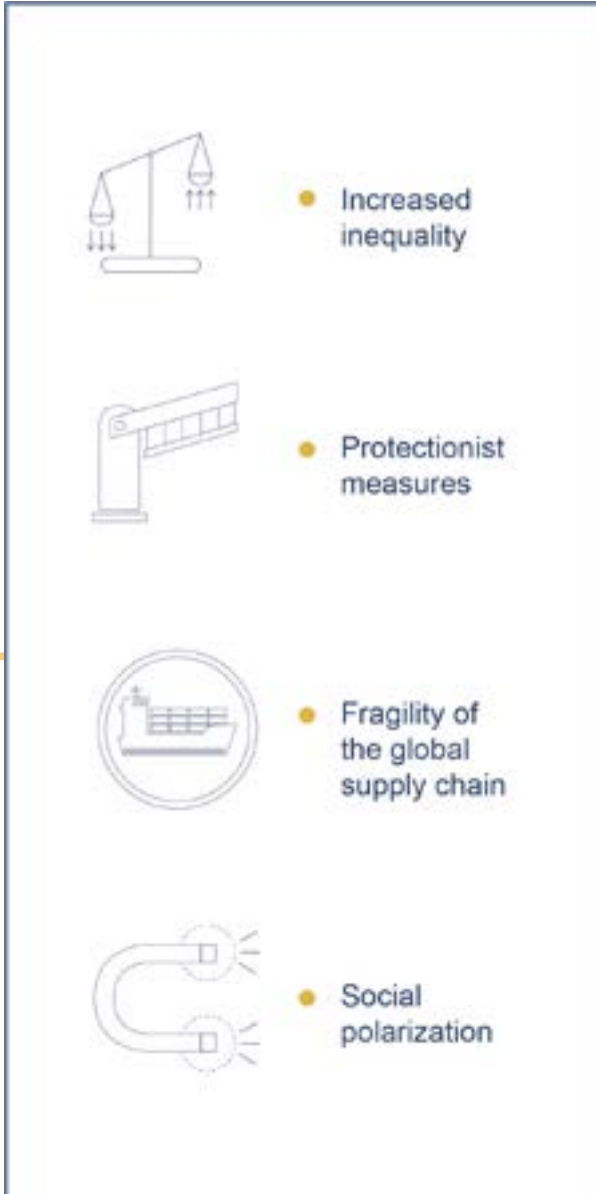 Increased
inequality
Protectionist
measures
Fragility of
the global
supply chain
Social
polarization